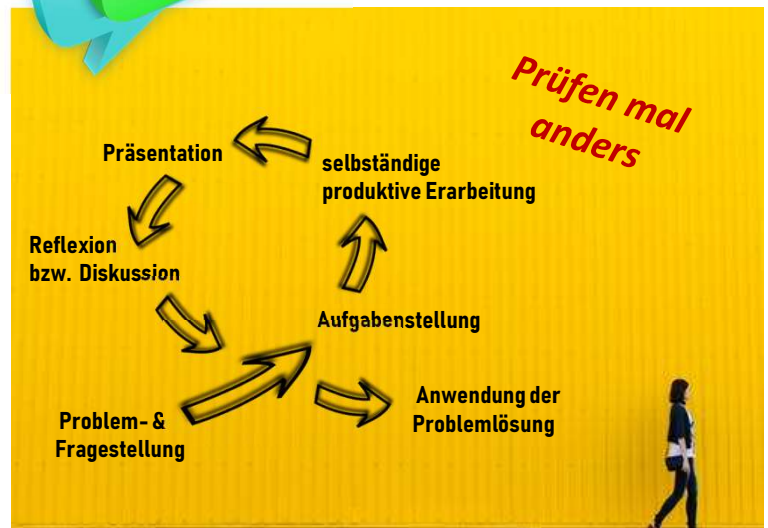 Prüfen mal
anders
Präsentation
selbständige
produktive Erarbeitung
Reflexion
bzw. Diskussion
Aufgabenstellung
Anwendung der
Problemlösung
Problem- &
Fragestellung